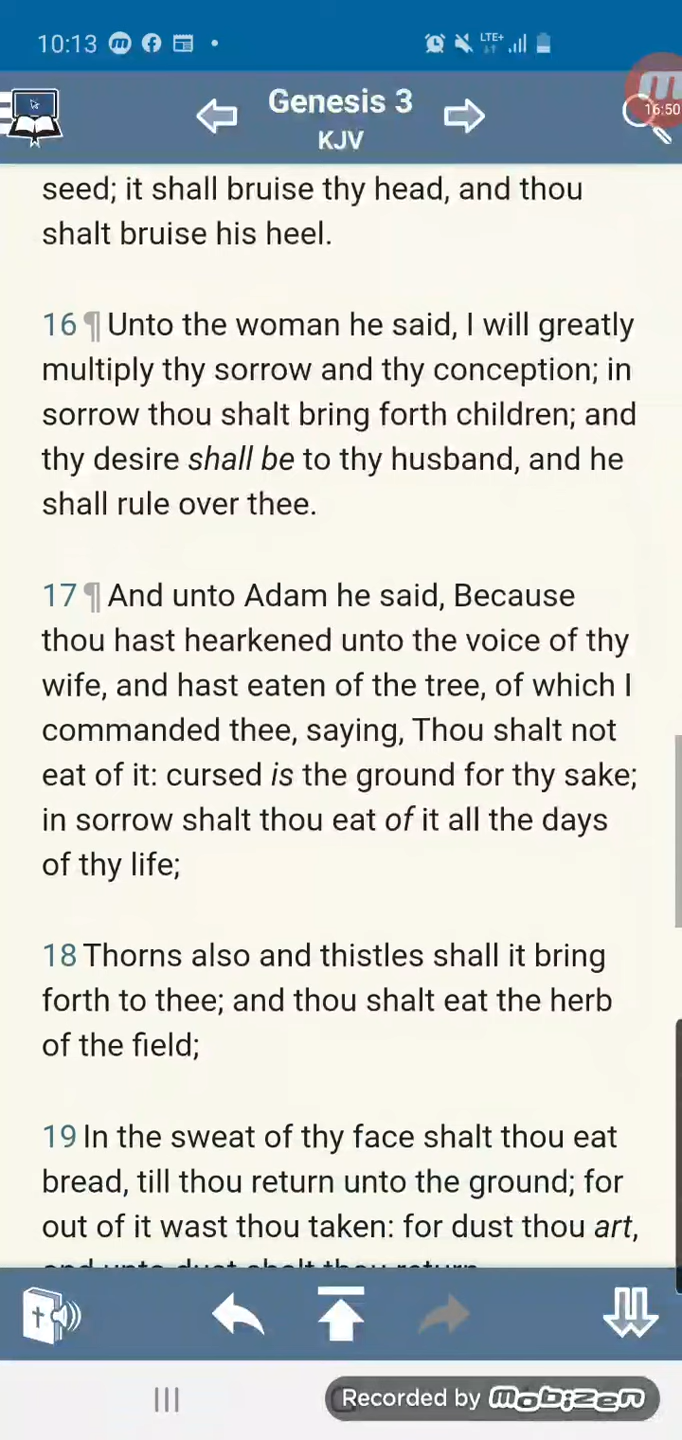 10:13
LTE+
Genesis 3
KJV
16:50
seed; it shall bruise thy head, and thou
shalt bruise his heel.
16 ¶ Unto the woman he said, I will greatly
multiply thy sorrow and thy conception; in
sorrow thou shalt bring forth children; and
thy desire shall be to thy husband, and he
shall rule over thee.
17 ¶ And unto Adam he said, Because
thou hast hearkened unto the voice of thy
wife, and hast eaten of the tree, of which I
commanded thee, saying, Thou shalt not
eat of it: cursed is the ground for thy sake;
in sorrow shalt thou eat of it all the days
of thy life;
18 Thorns also and thistles shall it bring
forth to thee; and thou shalt eat the herb
of the field;
19 In the sweat of thy face shalt thou eat
bread, till thou return unto the ground; for
out of it wast thou taken: for dust thou art,
and unto dust shalt thou return.
Recorded by mobizen